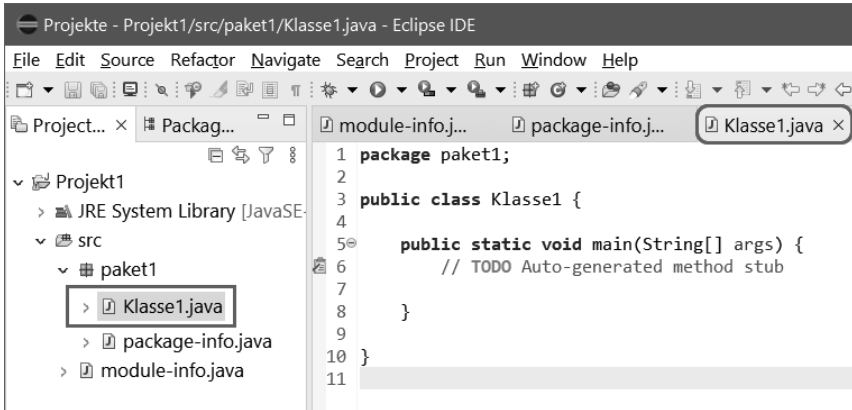 Projekte - Projekt1/src/paket1/Klasse1.java - Eclipse IDE
File Edit Source Refactor Navigate Search Project Run Window Help
Project... × Packag...
module-info.j... package-info.j... Klasse1.java ×
Projekt1
JRE System Library [JavaSE-
src
paket1
Klasse1.java
package-info.java
module-info.java
1 package paket1;
2
3 public class Klasse1 {
4
5 public static void main(String[] args) {
6 // TODO Auto-generated method stub
7
8 }
9
10 }
11